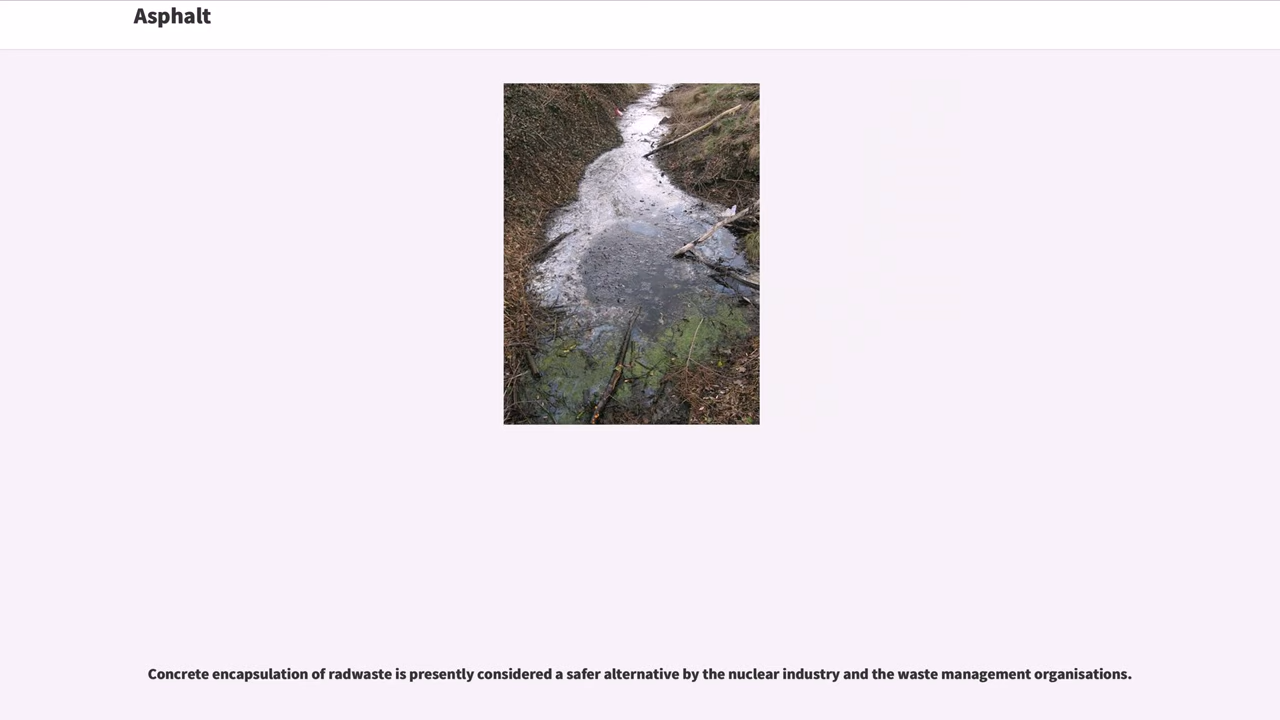 Asphalt
Concrete encapsulation of radwaste is presently considered a safer alternative by the nuclear industry and the waste management organisations.